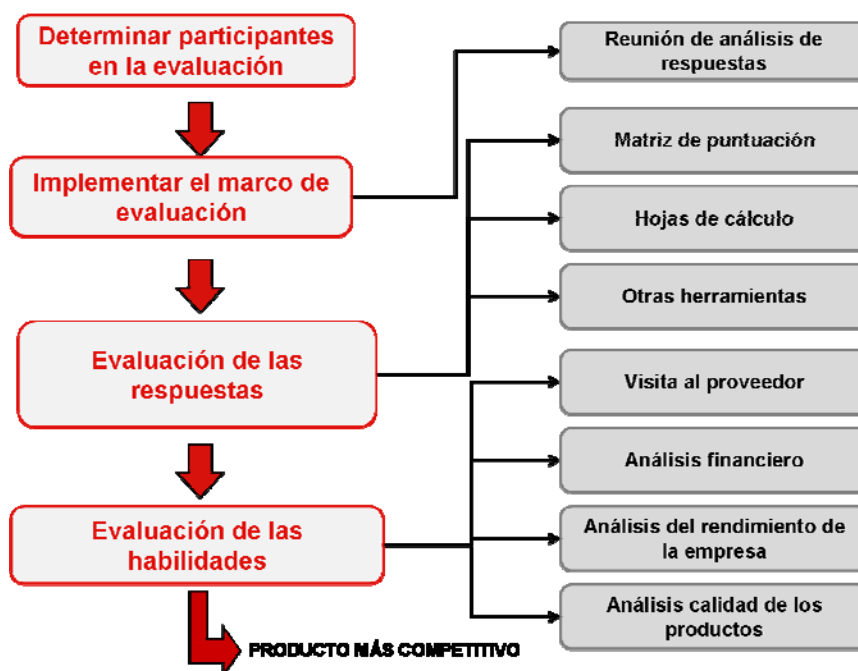 Determinar participantes
en la evaluación
Implementar el marco de
evaluación
Evaluación de las
respuestas
Evaluación de las
habilidades
PRODUCTO MÁS COMPETITIVO
Reunión de análisis de
respuestas
Matriz de puntuación
Hojas de cálculo
Otras herramientas
Visita al proveedor
Análisis financiero
Análisis del rendimiento de
la empresa
Análisis calidad de los
productos